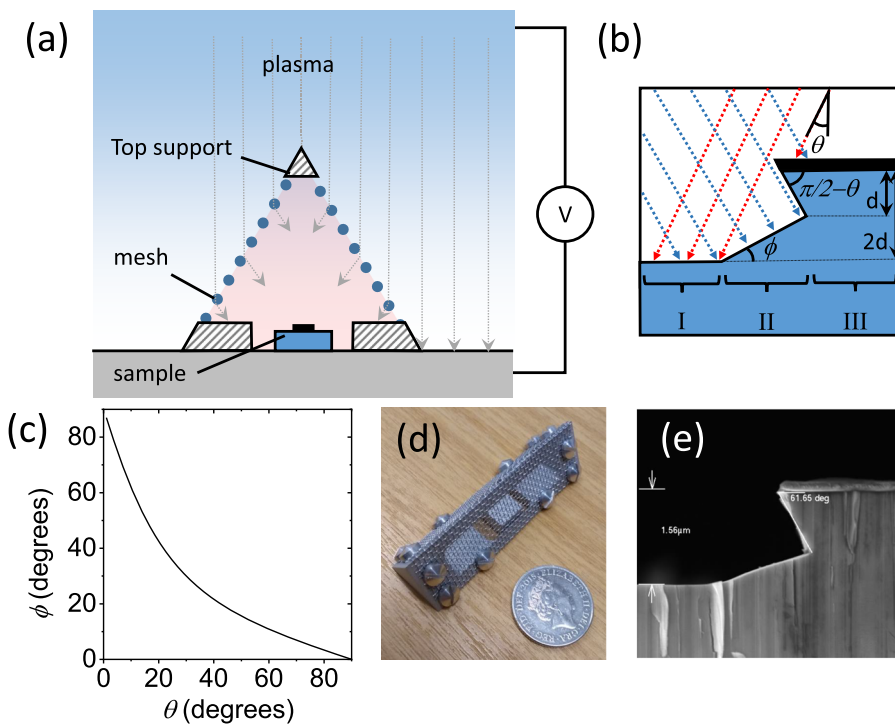 (a)
plasma
Top support
mesh
sample
V
(b)
θ
π/2−θ
d
2d
ϕ
I
II
III
(c)
80
60
40
20
0
ϕ (degrees)
0
20
40
60
80
θ (degrees)
(d)
(e)
61.65 deg
1.56μm